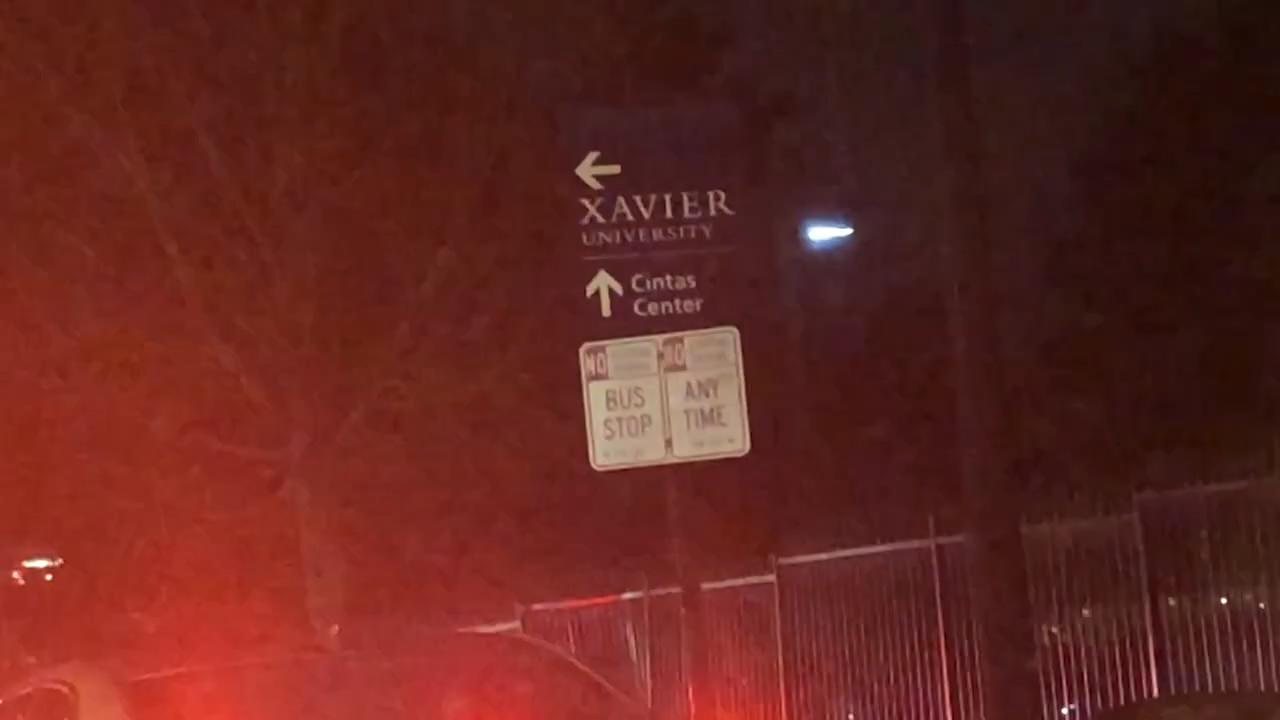 XAVIER
UNIVERSITY
Cintas
Center
NO
BUS
STOP
NO
ANY
TIME